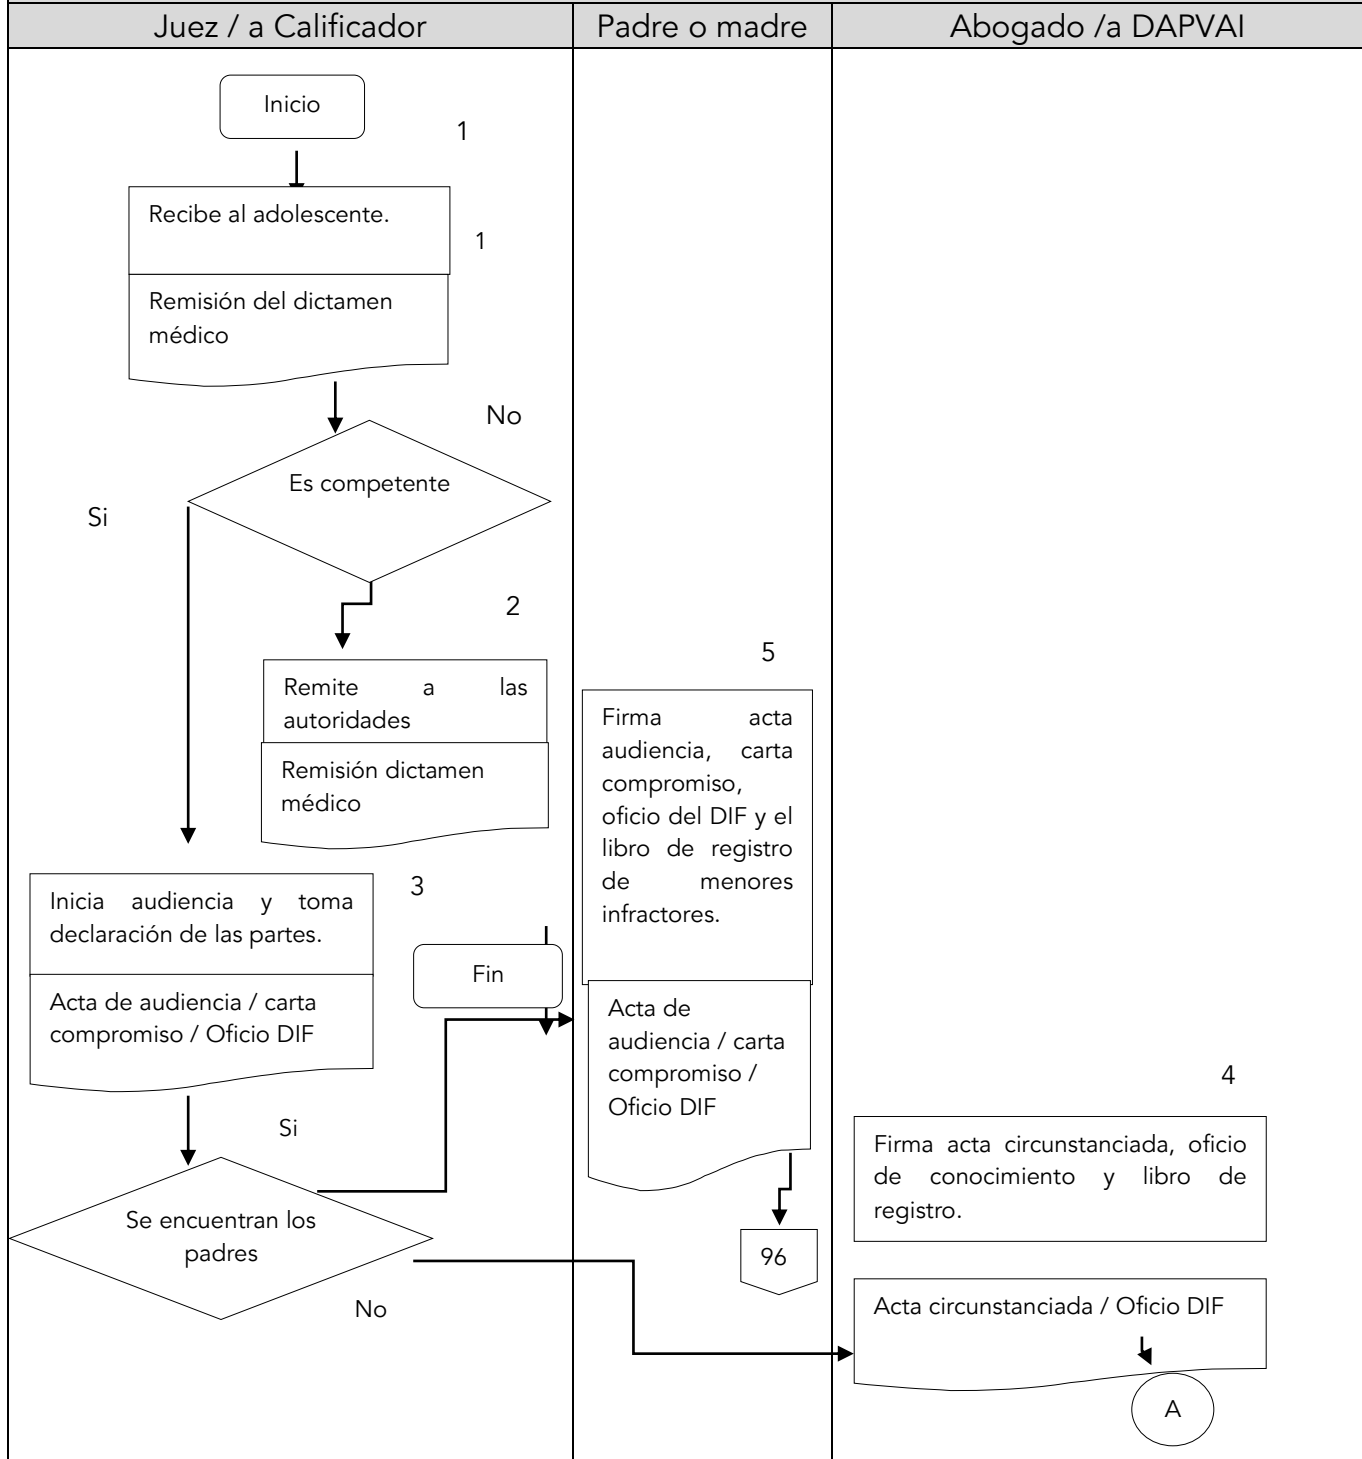 Juez / a Calificador
Padre o madre
Abogado /a DAPVAI
Inicio
1
Recibe al adolescente.
1
Remisión del dictamen
médico
No
Es competente
Si
2
Remite a las
autoridades
Remisión dictamen
médico
3
Inicia audiencia y toma
declaración de las partes.
Acta de audiencia / carta
compromiso / Oficio DIF
Fin
Si
Se encuentran los
padres
No
5
Firma acta
audiencia, carta
compromiso,
oficio del DIF y el
libro de registro
de menores
infractores.
Acta de
audiencia / carta
compromiso /
Oficio DIF
96
4
Firma acta circunstanciada, oficio
de conocimiento y libro de
registro.
Acta circunstanciada / Oficio DIF
A